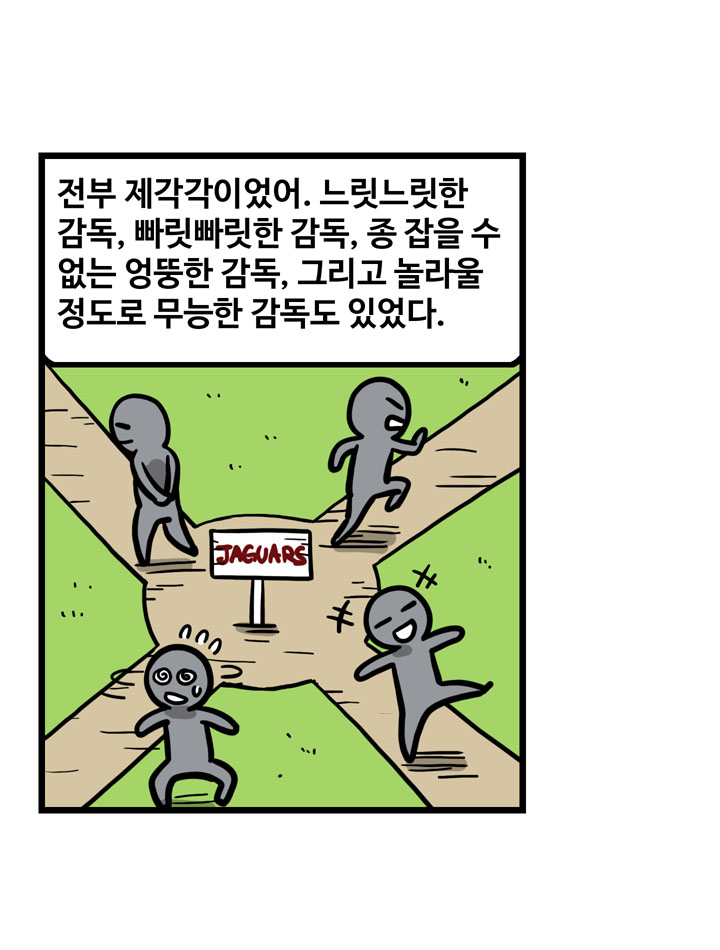 전부 제각각이었어. 느릿느릿한
감독, 빠릿빠릿한 감독, 종 잡을 수
없는 엉뚱한 감독, 그리고 놀라울
정도로 무능한 감독도 있었다.
JAGUARS